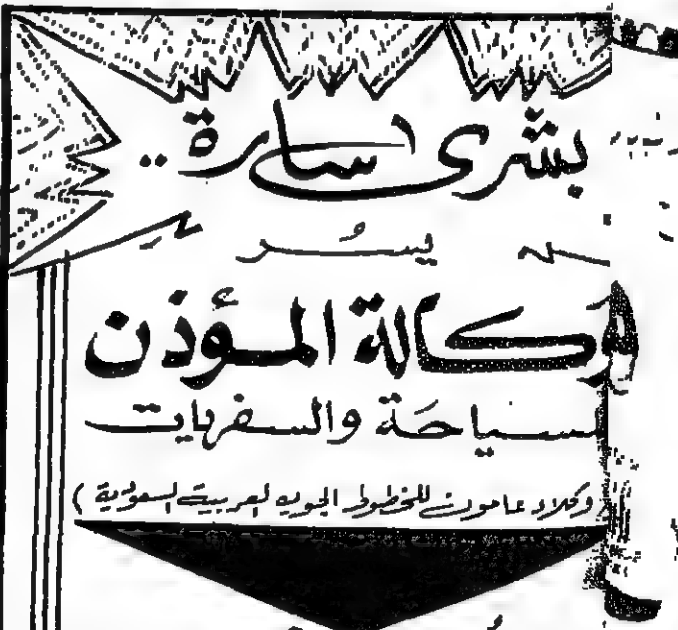 بشرى سارة ..
يسر
وكالة المؤذن
للسياحة والسفريات
(وكلاء عامون للخطوط الجوية العربية السعودية)